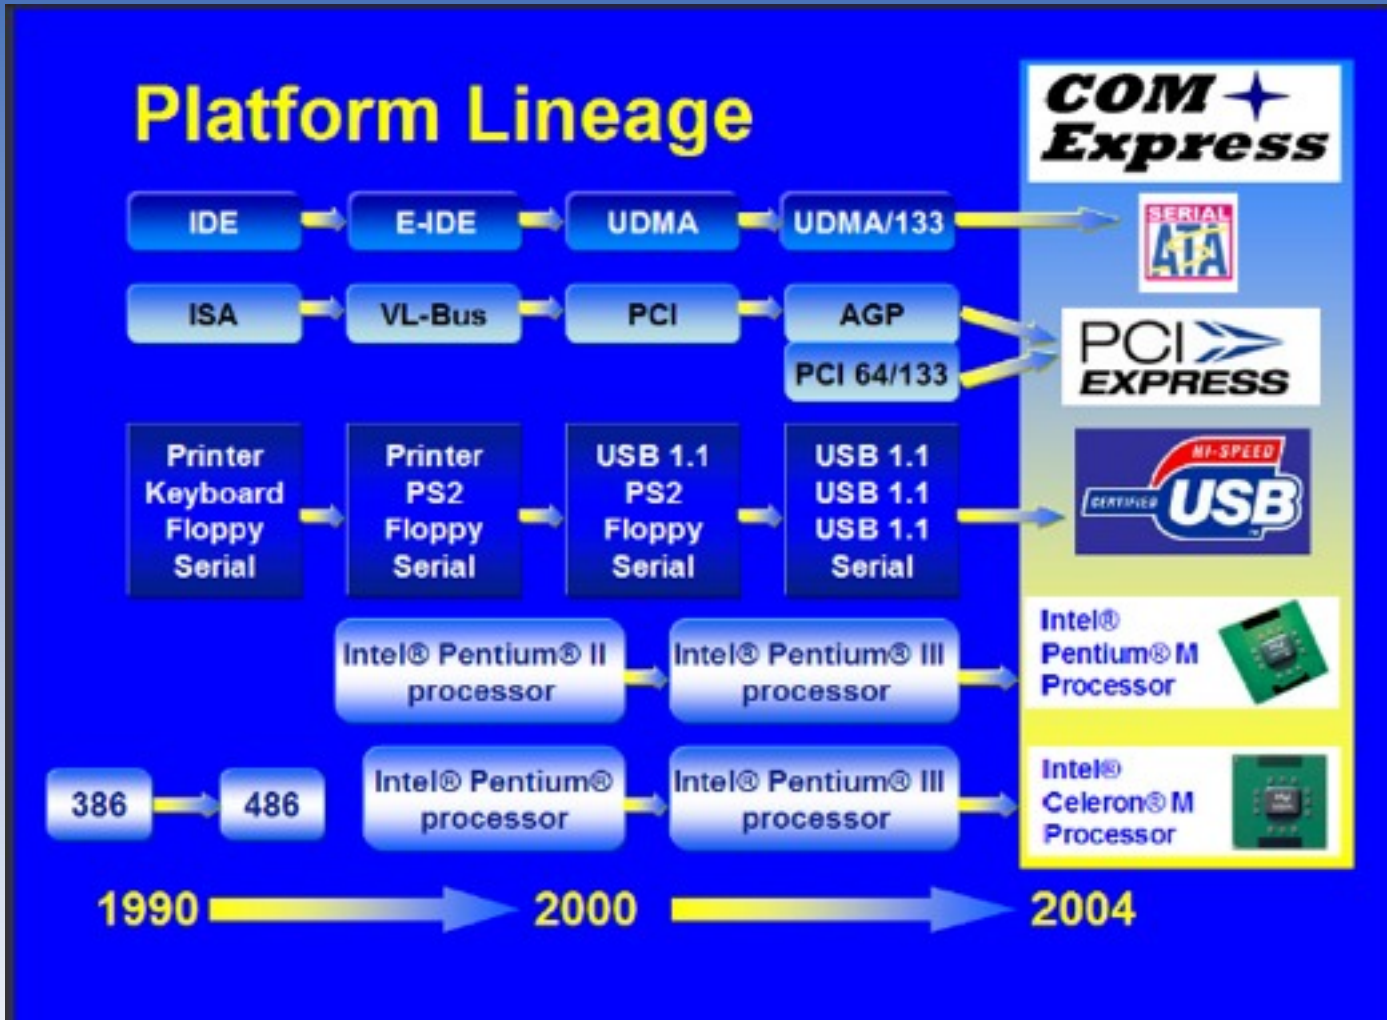 Platform Lineage
COM
Express
IDE
E-IDE
UDMA
UDMA/133
SERIAL
ATA
ISA
VL-Bus
PCI
AGP
PCI 64/133
PCI
EXPRESS
Printer
Keyboard
Floppy
Serial
Printer
PS2
Floppy
Serial
USB 1.1
PS2
Floppy
Serial
USB 1.1
USB 1.1
USB 1.1
Serial
HI-SPEED
CERTIFIED
USB
Intel® Pentium® II
processor
Intel® Pentium® III
processor
Intel®
Pentium® M
Processor
386
486
Intel® Pentium®
processor
Intel® Pentium® III
processor
Intel®
Celeron® M
Processor
1990
2000
2004